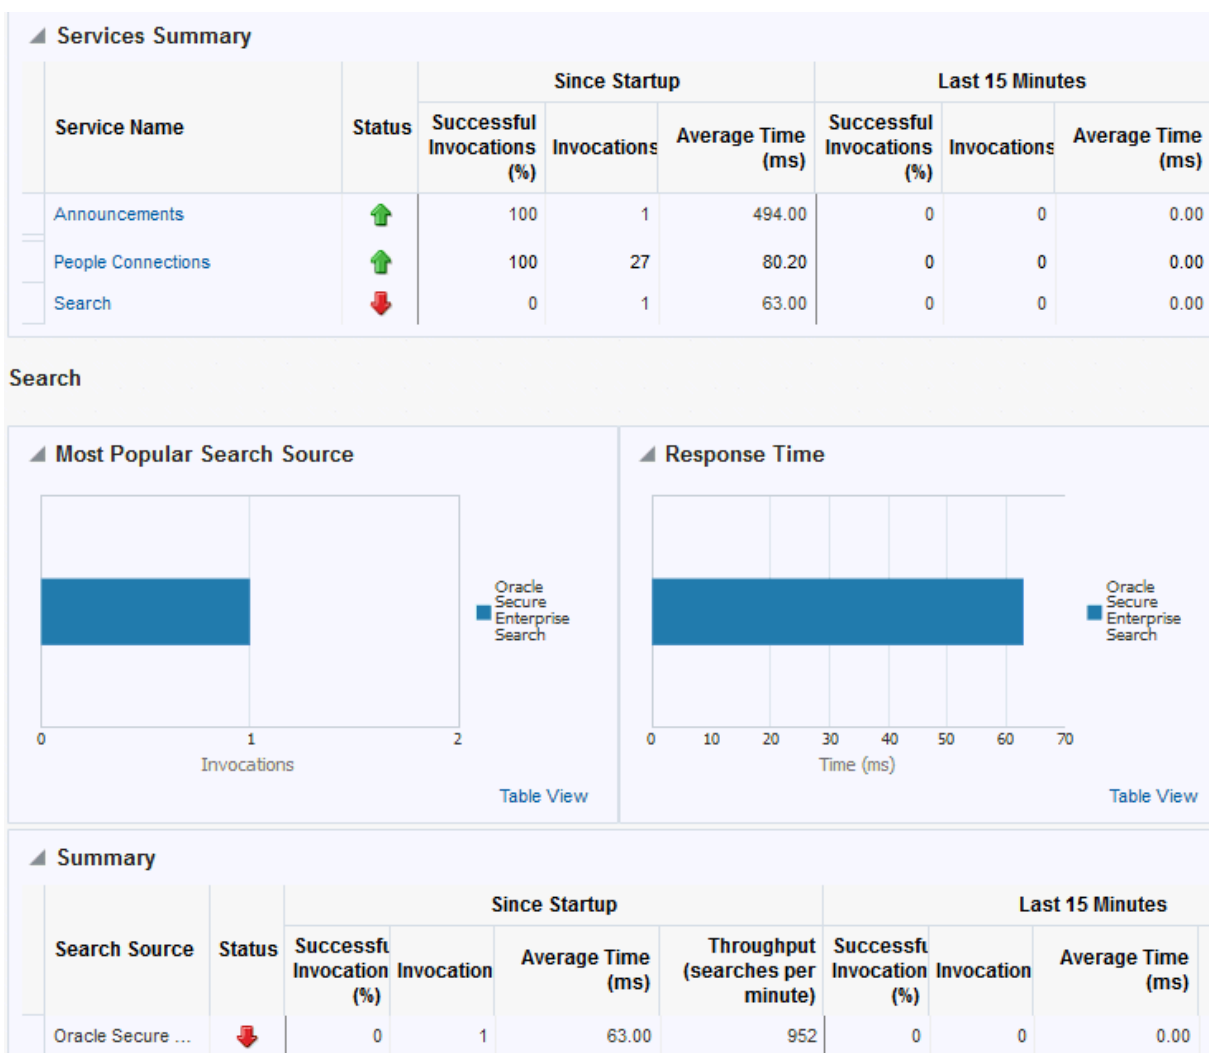 Services Summary
Since Startup Last 15 Minutes
Service Name Status Successful Invocations (%) Invocations Average Time (ms) Successful Invocations (%) Invocations Average Time (ms)
Announcements 100 1 494.00 0 0 0.00
People Connections 100 27 80.20 0 0 0.00
Search 0 1 63.00 0 0 0.00
Search
Most Popular Search Source
Oracle
Secure
Enterprise
Search
0 1 2
Invocations
Table View
Response Time
Oracle
Secure
Enterprise
Search
0 10 20 30 40 50 60 70
Time (ms)
Table View
Summary
Since Startup Last 15 Minutes
Search Source Status Successfu Invocation (%) Invocation Average Time (ms) Throughput (searches per minute) Successfu Invocation (%) Invocation Average Time (ms)
Oracle Secure ... 0 1 63.00 952 0 0 0.00